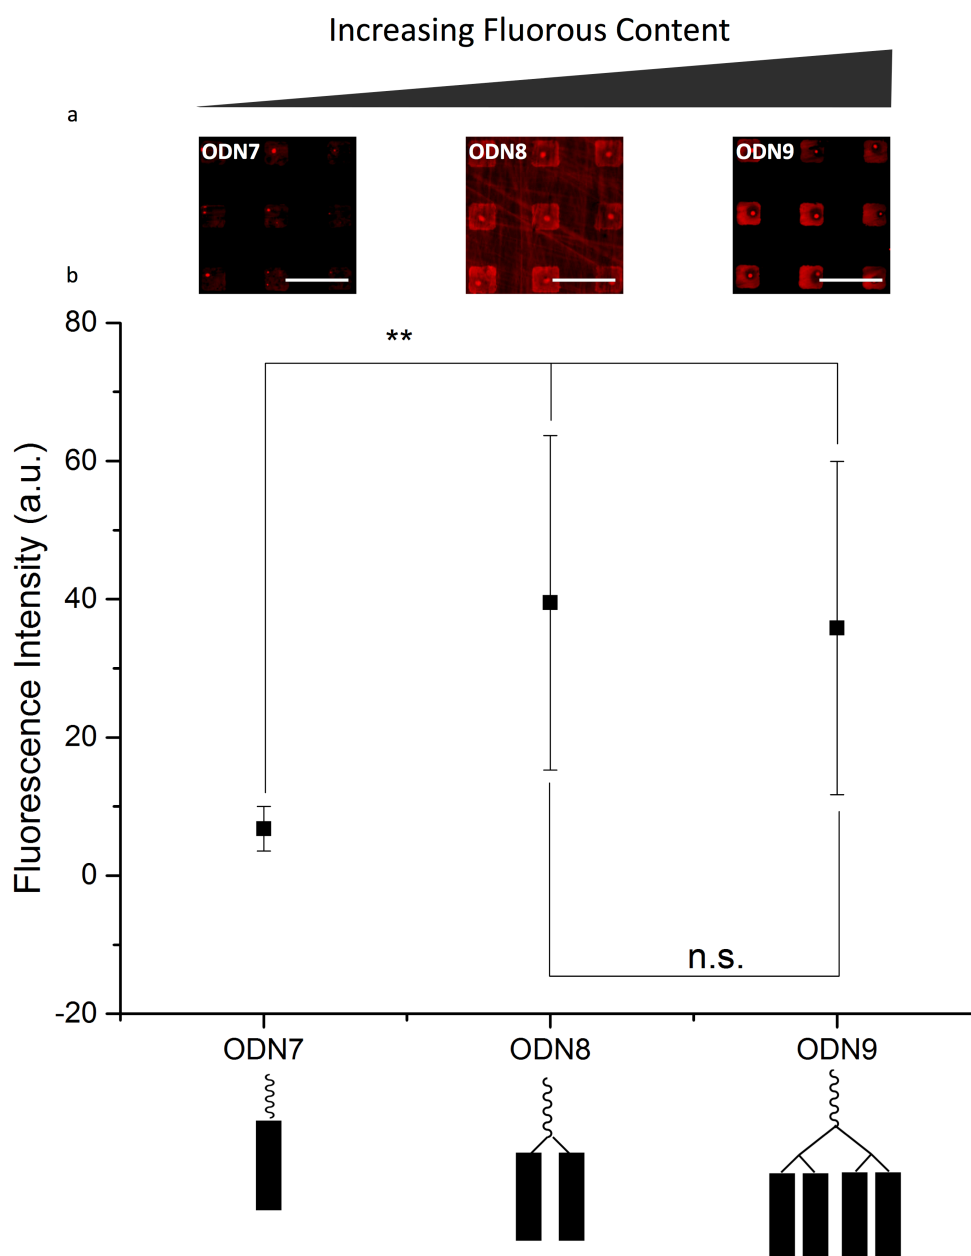 Increasing Fluorous Content
a
ODN7 ODN8 ODN9
b
80
**
60
40
20
0
-20
Fluorescence Intensity (a.u.)
n.s.
ODN7 ODN8 ODN9